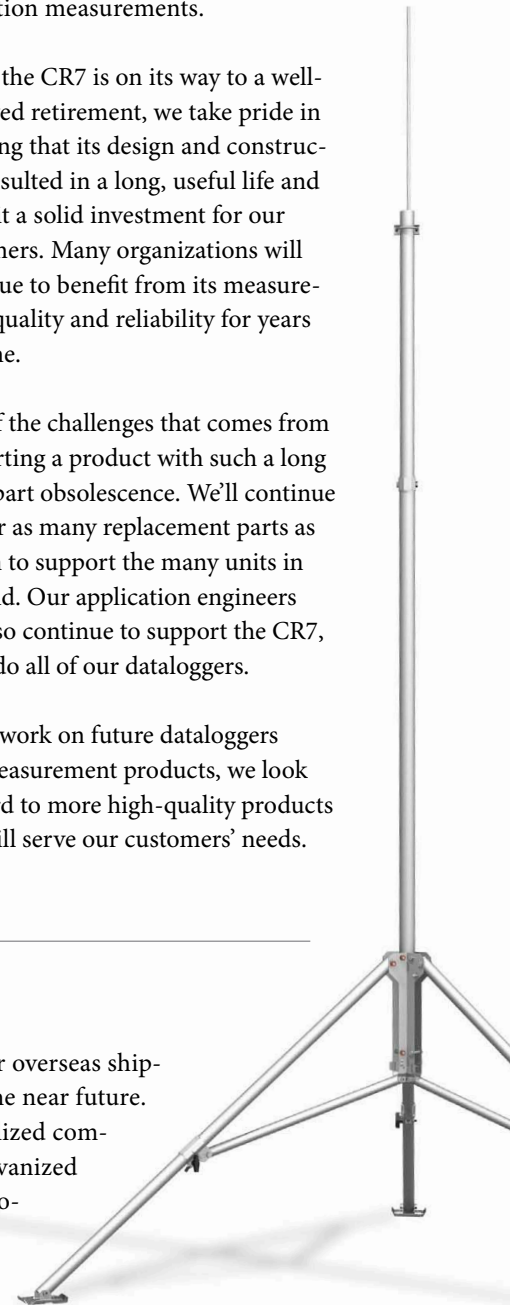 tion measurements.
the CR7 is on its way to a well-
ed retirement, we take pride in
ng that its design and construc-
sulted in a long, useful life and
it a solid investment for our
ners. Many organizations will
ue to benefit from its measure-
quality and reliability for years
ne.
f the challenges that comes from
rting a product with such a long
part obsolescence. We’ll continue
r as many replacement parts as
n to support the many units in
d. Our application engineers
so continue to support the CR7,
do all of our dataloggers.
work on future dataloggers
easurement products, we look
rd to more high-quality products
ill serve our customers’ needs.
r overseas ship-
ne near future.
ized com-
vanized
o-